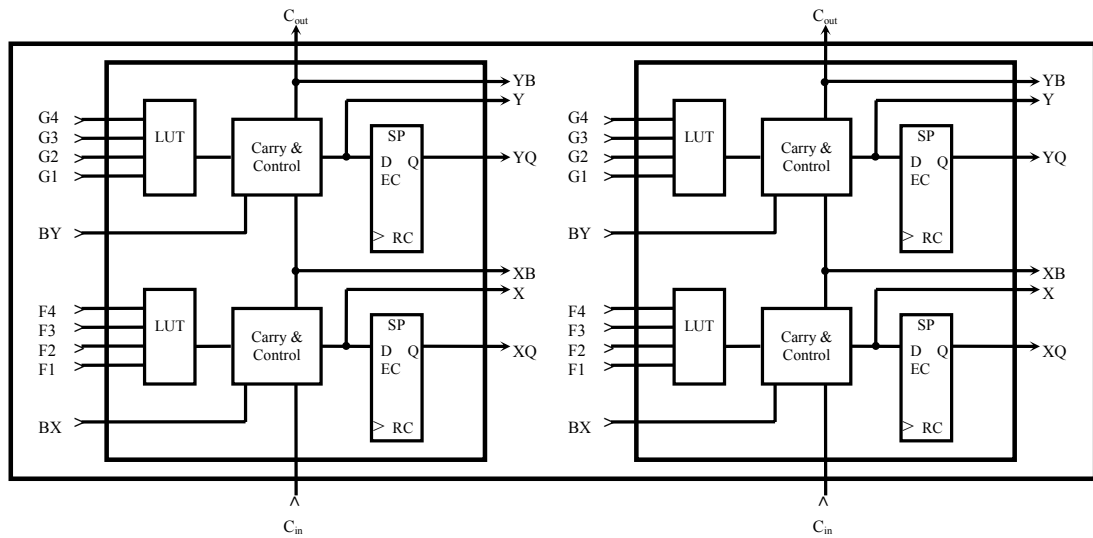 Cout
Cout
YB
Y
G4
G3
G2
G1
LUT
Carry &
Control
SP
D Q
EC
RC
YQ
BY
XB
X
F4
F3
F2
F1
LUT
Carry &
Control
SP
D Q
EC
RC
XQ
BX
YB
Y
G4
G3
G2
G1
LUT
Carry &
Control
SP
D Q
EC
RC
YQ
BY
XB
X
F4
F3
F2
F1
LUT
Carry &
Control
SP
D Q
EC
RC
XQ
BX
Cin
Cin